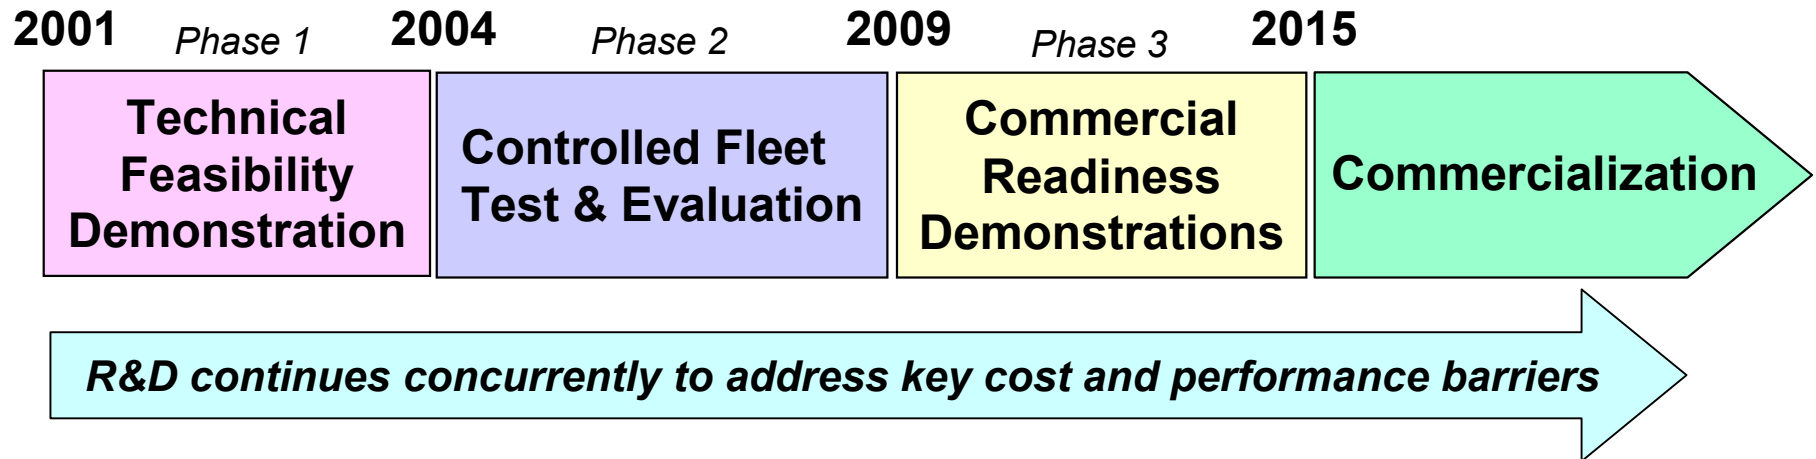 2001 Phase 1 2004 Phase 2 2009 Phase 3 2015
Technical
Feasibility
Demonstration
Controlled Fleet
Test & Evaluation
Commercial
Readiness
Demonstrations
Commercialization
R&D continues concurrently to address key cost and performance barriers